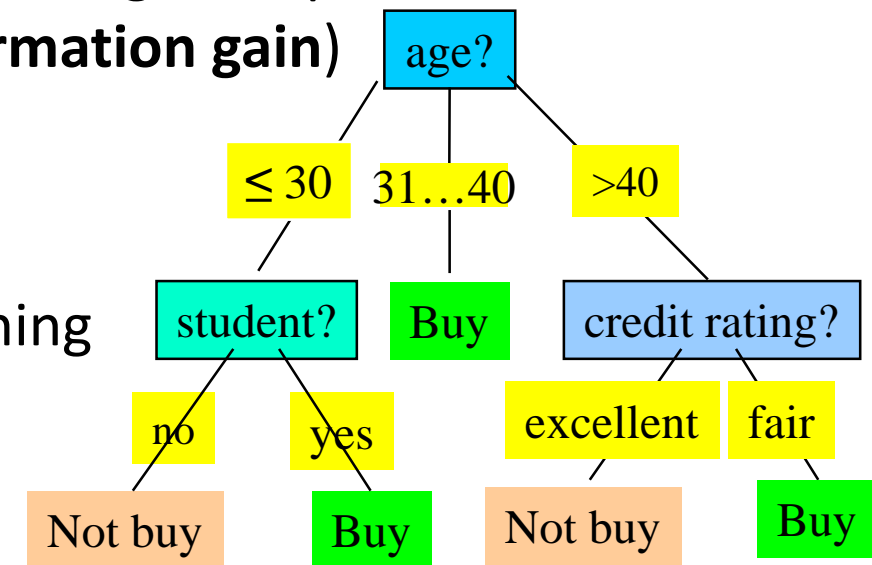 rmation gain)
age?
≤ 30
31...40
>40
ning
student?
Buy
credit rating?
no
yes
excellent
fair
Not buy
Buy
Not buy
Buy